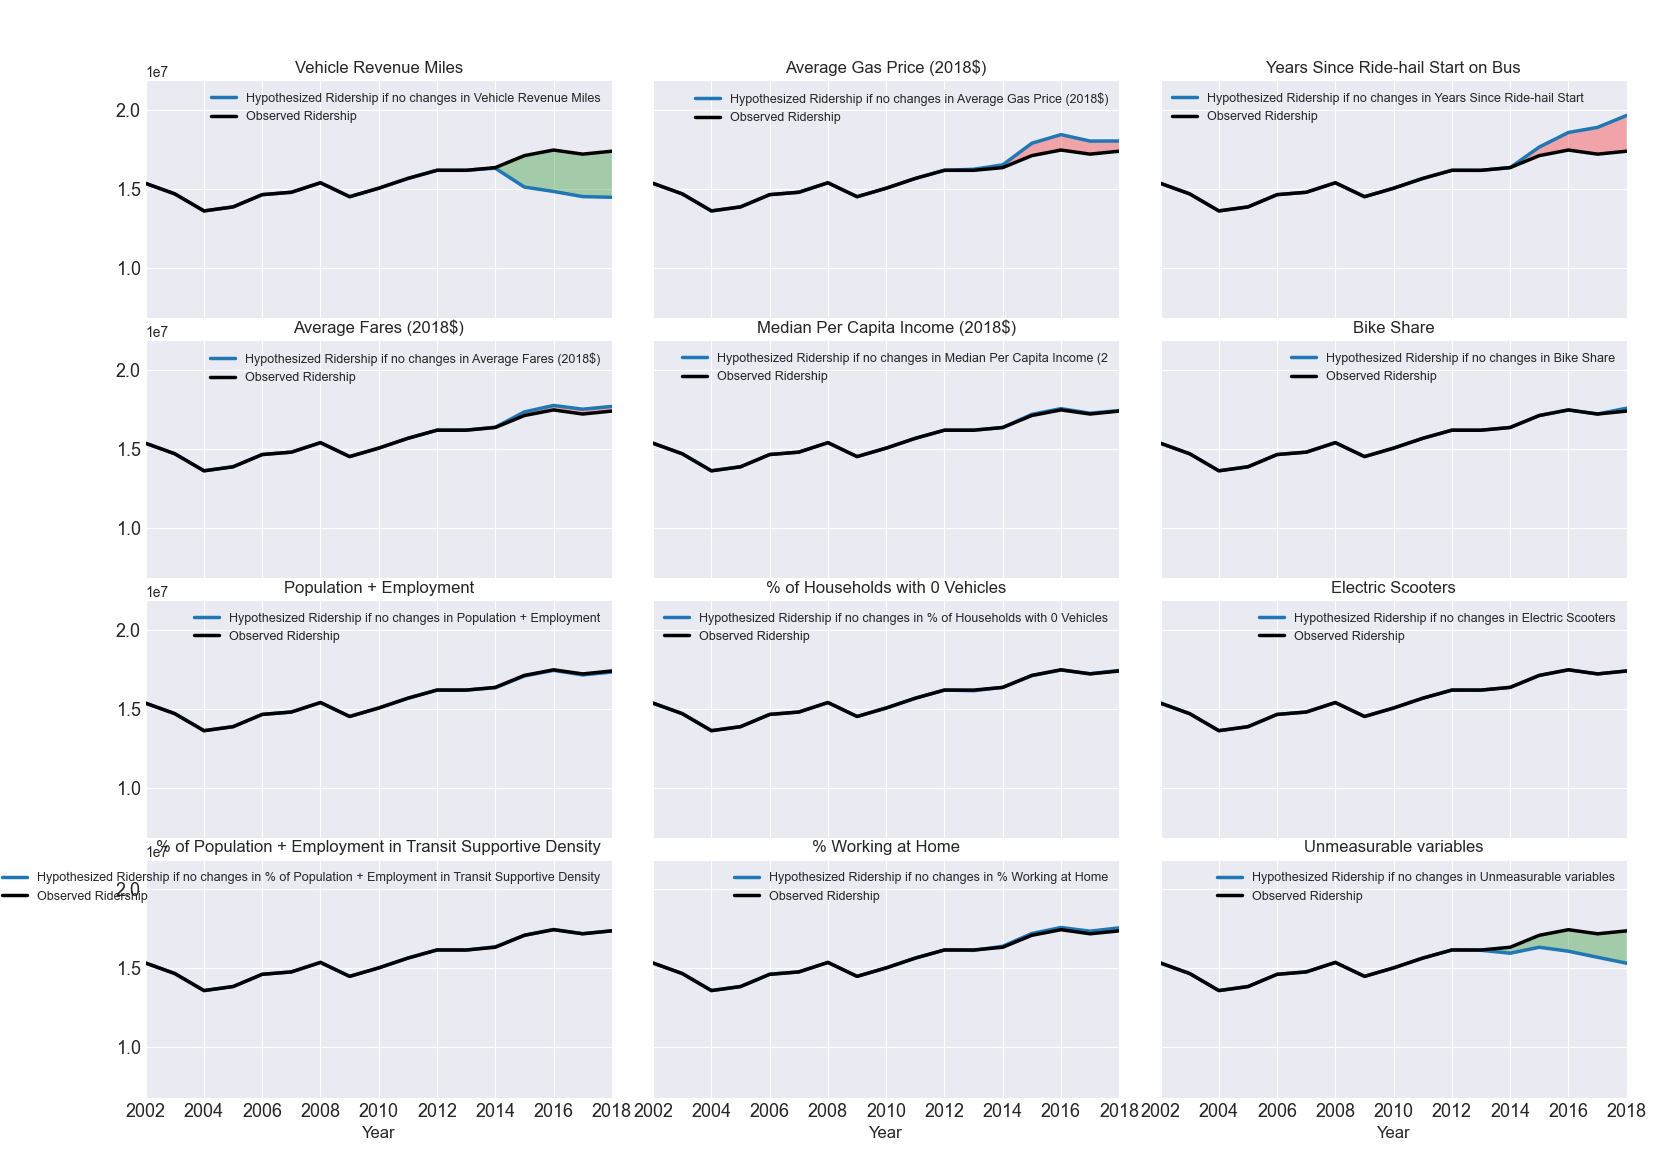 Vehicle Revenue Miles
Average Gas Price (2018$)
Years Since Ride-hail Start on Bus
1e7
Hypothesized Ridership if no changes in Vehicle Revenue Miles
Observed Ridership
Hypothesized Ridership if no changes in Average Gas Price (2018$)
Observed Ridership
Hypothesized Ridership if no changes in Years Since Ride-hail Start
Observed Ridership
2.0
1.5
1.0
Average Fares (2018$)
Median Per Capita Income (2018$)
Bike Share
1e7
Hypothesized Ridership if no changes in Average Fares (2018$)
Observed Ridership
Hypothesized Ridership if no changes in Median Per Capita Income (2
Observed Ridership
Hypothesized Ridership if no changes in Bike Share
Observed Ridership
2.0
1.5
1.0
Population + Employment
% of Households with 0 Vehicles
Electric Scooters
1e7
Hypothesized Ridership if no changes in Population + Employment
Observed Ridership
Hypothesized Ridership if no changes in % of Households with 0 Vehicles
Observed Ridership
Hypothesized Ridership if no changes in Electric Scooters
Observed Ridership
2.0
1.5
1.0
% of Population + Employment in Transit Supportive Density
% Working at Home
Unmeasurable variables
1e7
Hypothesized Ridership if no changes in % of Population + Employment in Transit Supportive Density
Observed Ridership
Hypothesized Ridership if no changes in % Working at Home
Observed Ridership
Hypothesized Ridership if no changes in Unmeasurable variables
Observed Ridership
2.0
1.5
1.0
2002 2004 2006 2008 2010 2012 2014 2016 2018
2002 2004 2006 2008 2010 2012 2014 2016 2018
2002 2004 2006 2008 2010 2012 2014 2016 2018
Year
Year
Year